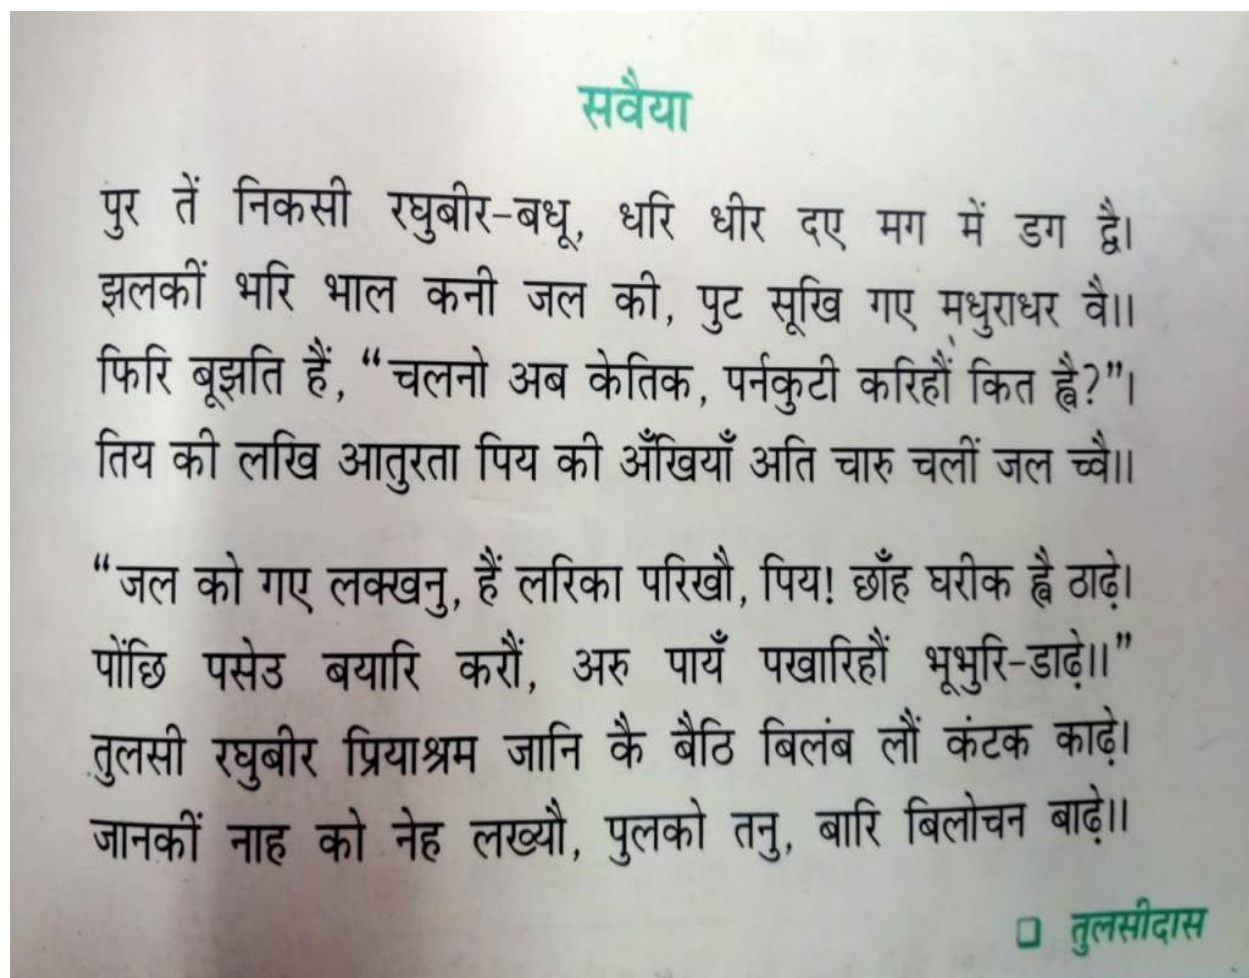 सवैया
पुर तें निकसी रघुबीर-बधू, धरि धीर दए मग में डग द्वै।
झलकीं भरि भाल कनी जल की, पुट सूखि गए मधुराधर वै॥
फिरि बूझति हैं, “चलनो अब केतिक, पर्नकुटी करिहौं कित ह्वै?”।
तिय की लखि आतुरता पिय की अँखियाँ अति चारु चलीं जल च्वै॥
“जल को गए लक्खनु, हैं लरिका परिखौ, पिय! छाँह घरीक ह्वै ठाढ़े।
पोंछि पसेउ बयारि करौं, अरु पायँ पखारिहौं भूभुरि-डाढ़े॥”
तुलसी रघुबीर प्रियाश्रम जानि कै बैठि बिलंब लौं कंटक काढ़े।
जानकीं नाह को नेह लख्यौ, पुलको तनु, बारि बिलोचन बाढ़े॥
□ तुलसीदास